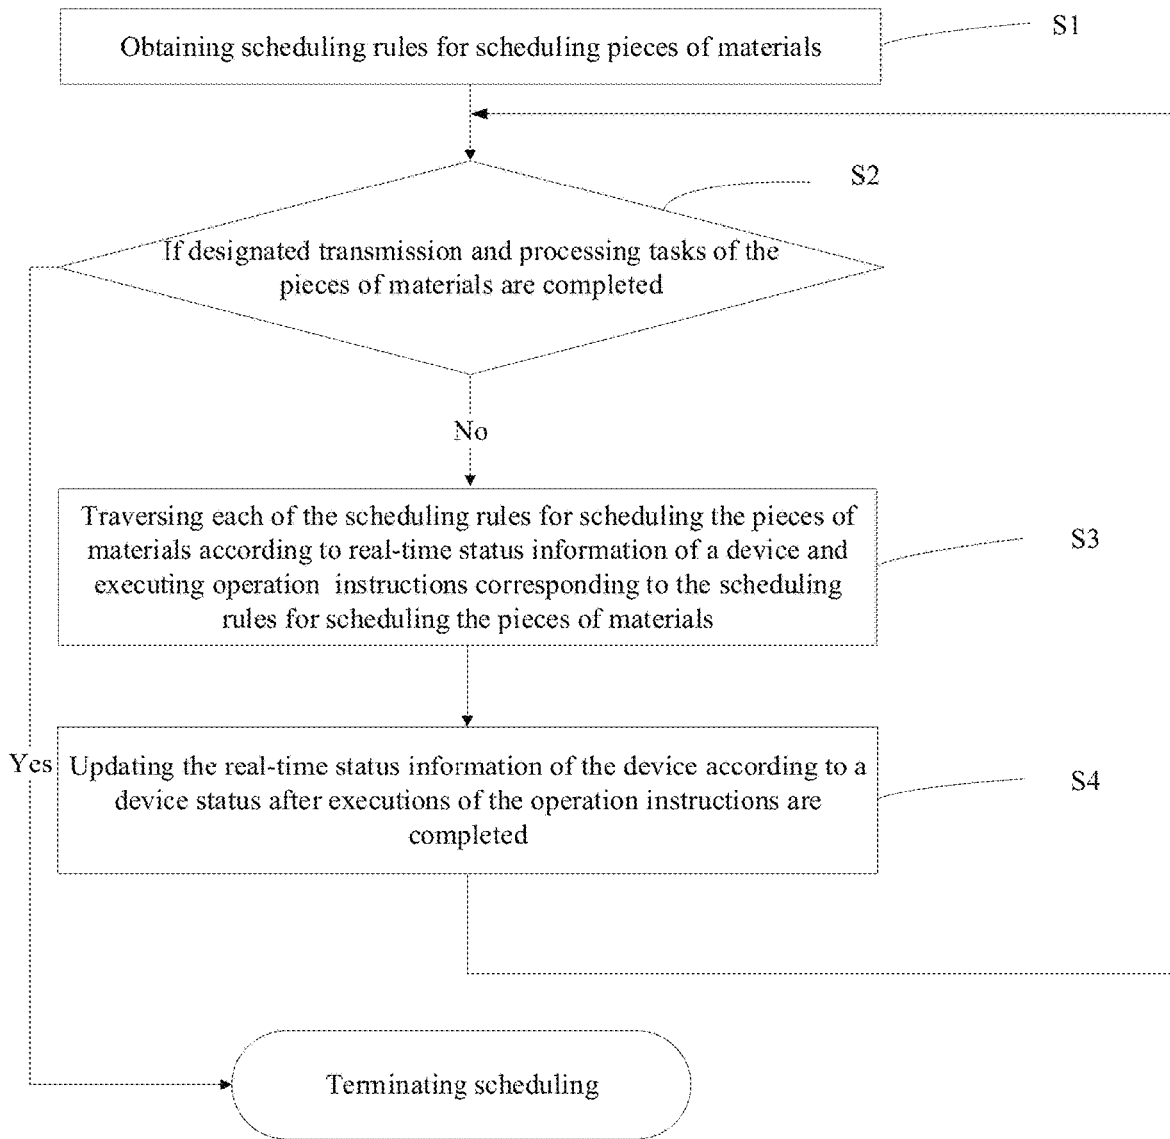 S1
Obtaining scheduling rules for scheduling pieces of materials
S2
If designated transmission and processing tasks of the
pieces of materials are completed
No
S3
Traversing each of the scheduling rules for scheduling the pieces of
materials according to real-time status information of a device and
executing operation instructions corresponding to the scheduling
rules for scheduling the pieces of materials
Yes
S4
Updating the real-time status information of the device according to a
device status after executions of the operation instructions are
completed
Terminating scheduling